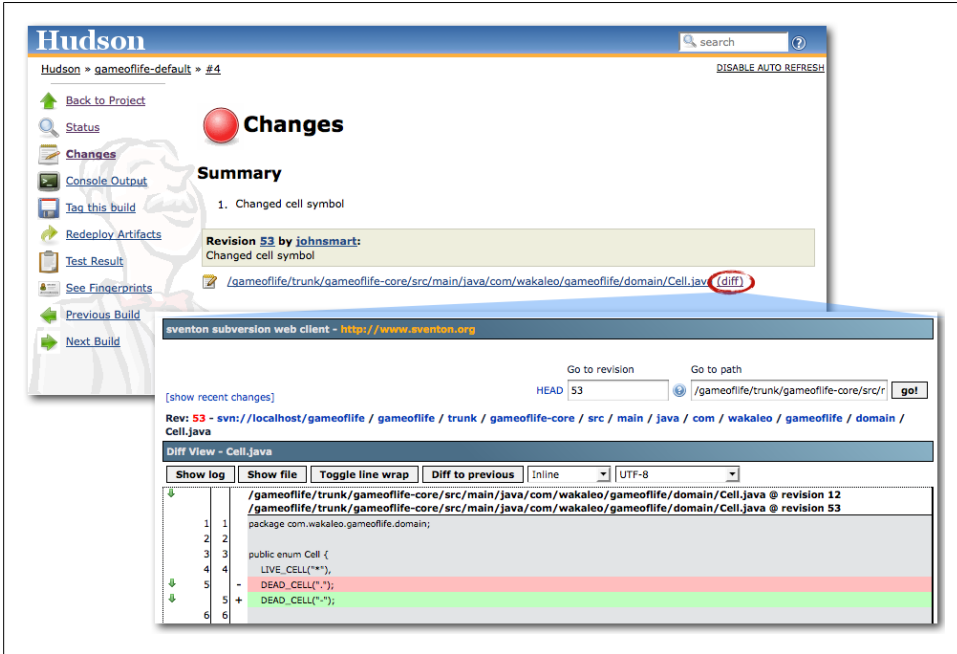 Hudson
search
Hudson » gameoflife-default » #4
DISABLE AUTO REFRESH
Back to Project
Status
Changes
Console Output
Tag this build
Redeploy Artifacts
Test Result
See Fingerprints
Previous Build
Next Build
Changes
Summary
1. Changed cell symbol
Revision 53 by johnsmart:
Changed cell symbol
/gameoflife/trunk/gameoflife-core/src/main/java/com/wakaleo/gameoflife/domain/Cell.jav (diff)
sventon subversion web client - http://www.sventon.org
Go to revision Go to path
[show recent changes] HEAD 53 /gameoflife/trunk/gameoflife-core/src/r go!
Rev: 53 - svn://localhost/gameoflife / gameoflife / trunk / gameoflife-core / src / main / java / com / wakaleo / gameoflife / domain /
Cell.java
Diff View - Cell.java
Show log Show file Toggle line wrap Diff to previous Inline UTF-8
/gameoflife/trunk/gameoflife-core/src/main/java/com/wakaleo/gameoflife/domain/Cell.java @ revision 12
/gameoflife/trunk/gameoflife-core/src/main/java/com/wakaleo/gameoflife/domain/Cell.java @ revision 53
1 1 package com.wakaleo.gameoflife.domain;
2 2
3 3 public enum Cell {
4 4 LIVE_CELL("*"),
5 - DEAD_CELL(".");
5 + DEAD_CELL("-");
6 6